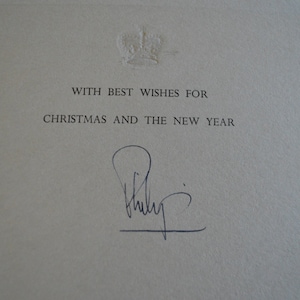 WITH BEST WISHES FOR
CHRISTMAS AND THE NEW YEAR
Philip